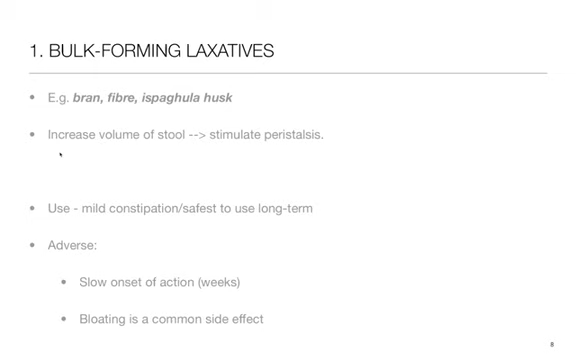 1. BULK-FORMING LAXATIVES
• E.g. bran, fibre, ispaghula husk
• Increase volume of stool --> stimulate peristalsis.
• Use - mild constipation/safest to use long-term
• Adverse:
• Slow onset of action (weeks)
• Bloating is a common side effect
8